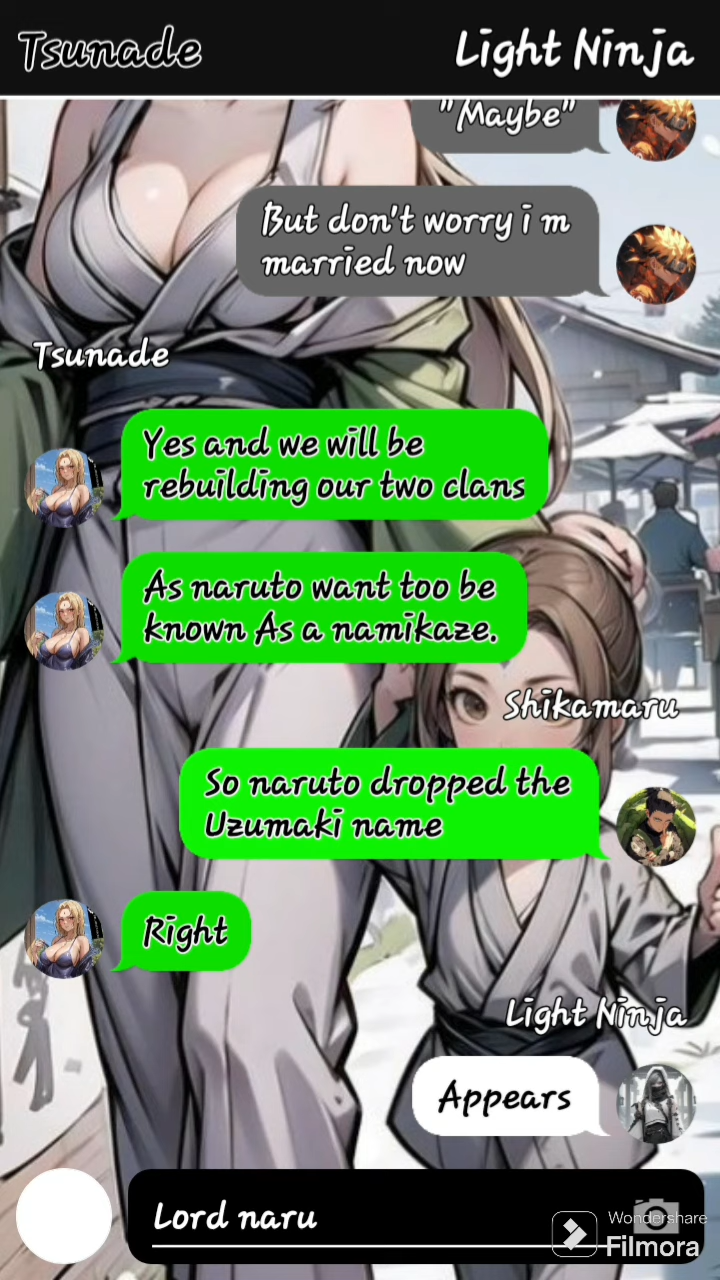 Tsunade
Light Ninja
"Maybe"
But don't worry i m
married now
Tsunade
Yes and we will be
rebuilding our two clans
As naruto want too be
known As a namikaze.
Shikamaru
So naruto dropped the
Uzumaki name
Right
Light Ninja
Appears
Lord naru
Wondershare
Filmora